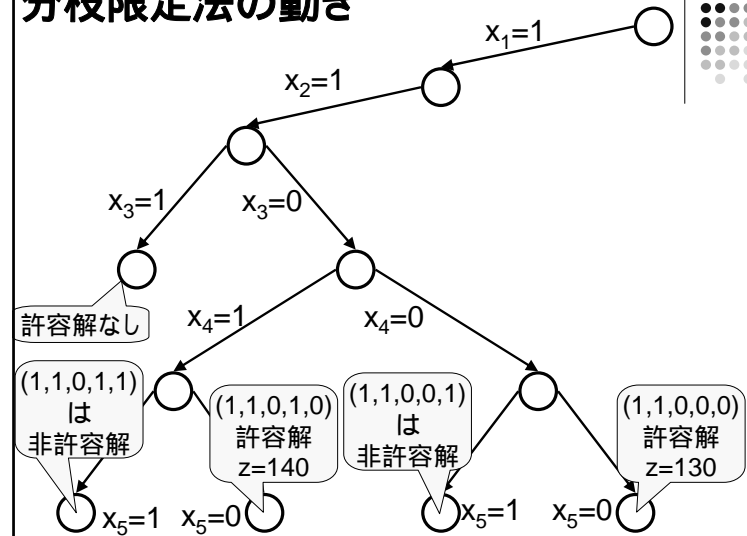 分枝限定法の動き
x₁=1
x₂=1
x₃=1
x₃=0
許容解なし
x₄=1
x₄=0
(1,1,0,1,1)
は
非許容解
(1,1,0,1,0)
許容解
z=140
(1,1,0,0,1)
は
非許容解
(1,1,0,0,0)
許容解
z=130
x₅=1
x₅=0
x₅=1
x₅=0